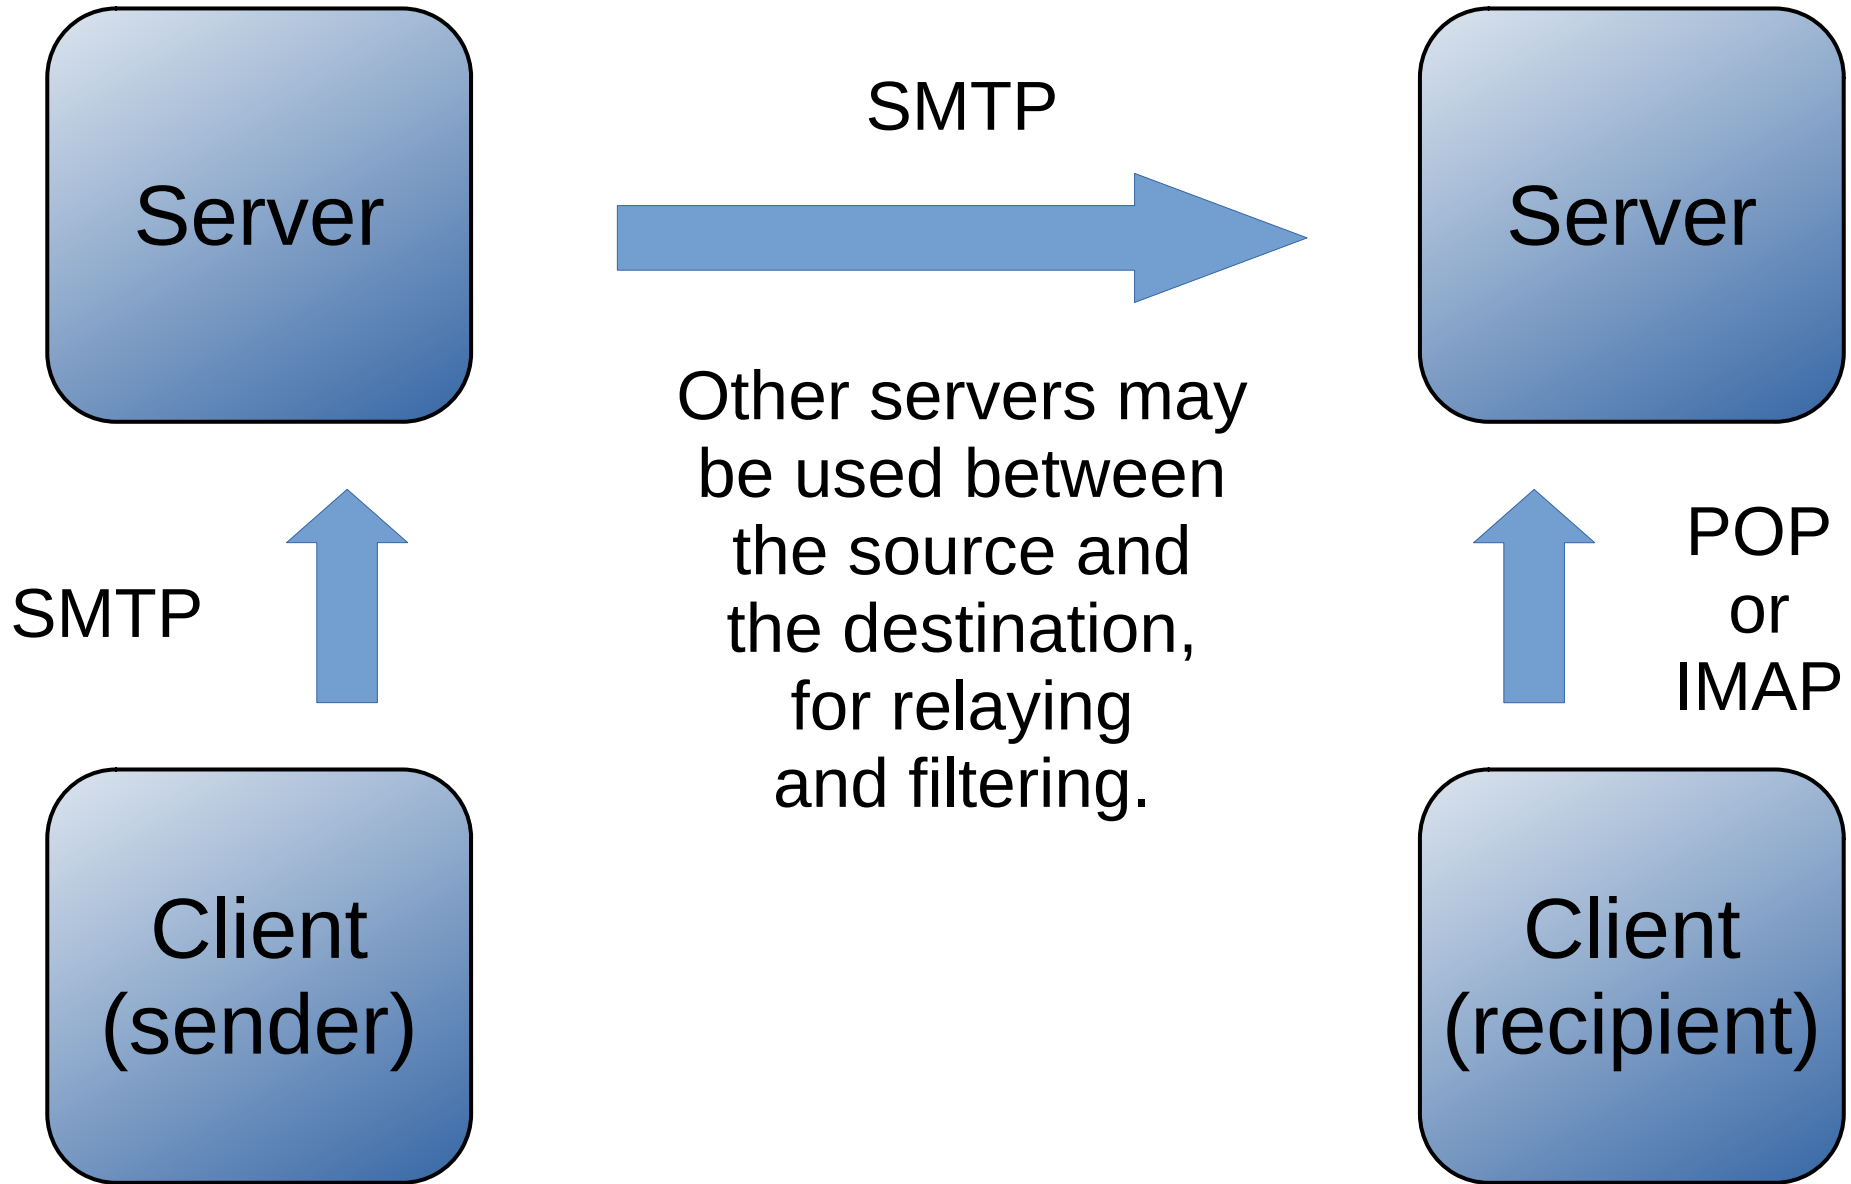 Server
SMTP
Server
Other servers may
be used between
the source and
the destination,
for relaying
and filtering.
SMTP
POP
or
IMAP
Client
(sender)
Client
(recipient)